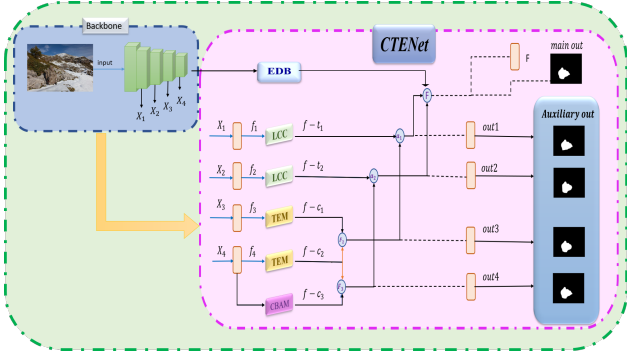 Backbone
CTENet
input
X1
X2
X3
X4
EDB
F
main out
F
Auxiliary out
X1 f1 LCC f − t1
out1
X2 f2 LCC f − t2
out2
X3 f3 TEM f − c1
out3
X4 f4 TEM f − c2
CBAM f − c3
out4